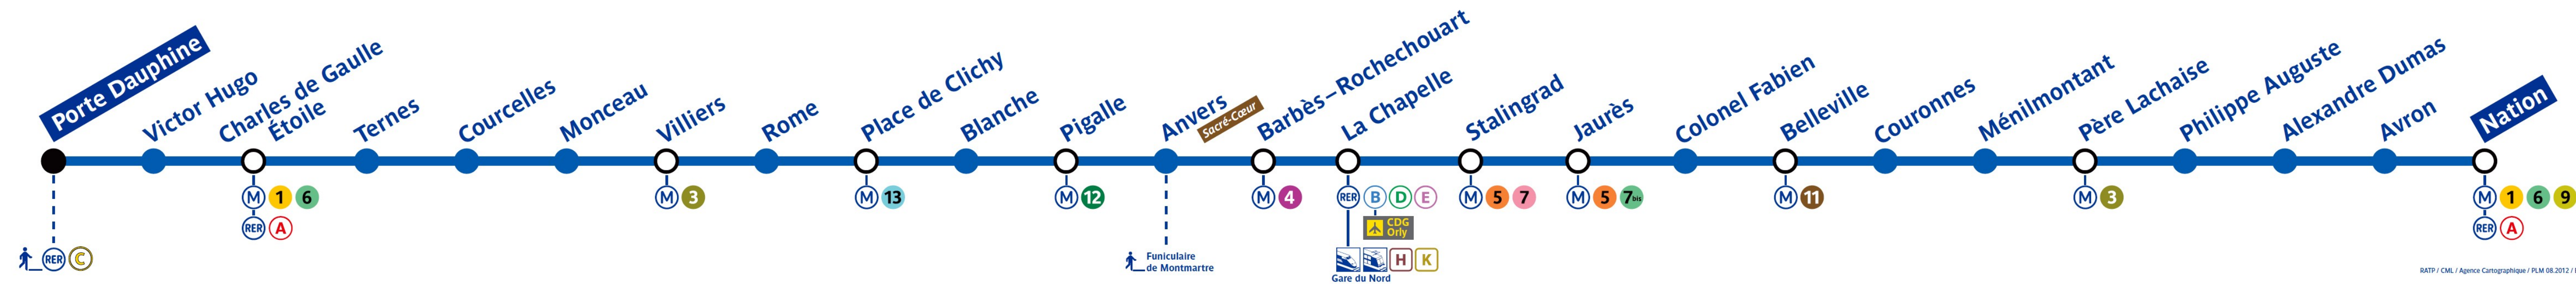 Porte Dauphine
Victor Hugo
Charles de Gaulle
Étoile
Ternes
Courcelles
Monceau
Villiers
Rome
Place de Clichy
Blanche
Pigalle
Anvers
Sacré-Cœur
Barbès–Rochechouart
La Chapelle
Stalingrad
Jaurès
Colonel Fabien
Belleville
Couronnes
Ménilmontant
Père Lachaise
Philippe Auguste
Alexandre Dumas
Avron
Nation
M 1 6
RER A
M 3
M 13
M 12
M 4
RER B D E
M 5 7
M 5 7bis
M 11
M 3
M 1 6 9
RER A
CDG
Orly
RER C
Funiculaire
de Montmartre
H K
Gare du Nord
RATP / CML / Agence Cartographique / PLM 08.2012 /